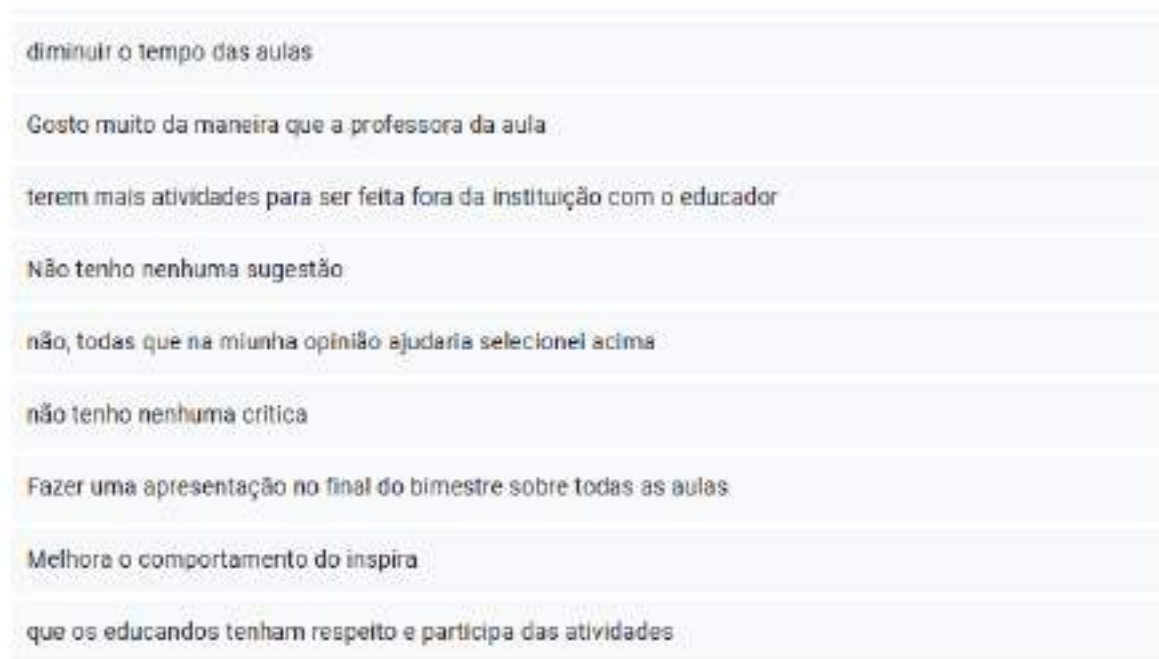 diminuir o tempo das aulas
Gosto muito da maneira que a professora da aula
terem mais atividades para ser feita fora da instituição com o educador
Não tenho nenhuma sugestão
não, todas que na miunha opinião ajudaria selecionei acima
não tenho nenhuma critica
Fazer uma apresentação no final do bimestre sobre todas as aulas
Melhora o comportamento do inspira
que os educandos tenham respeito e participa das atividades